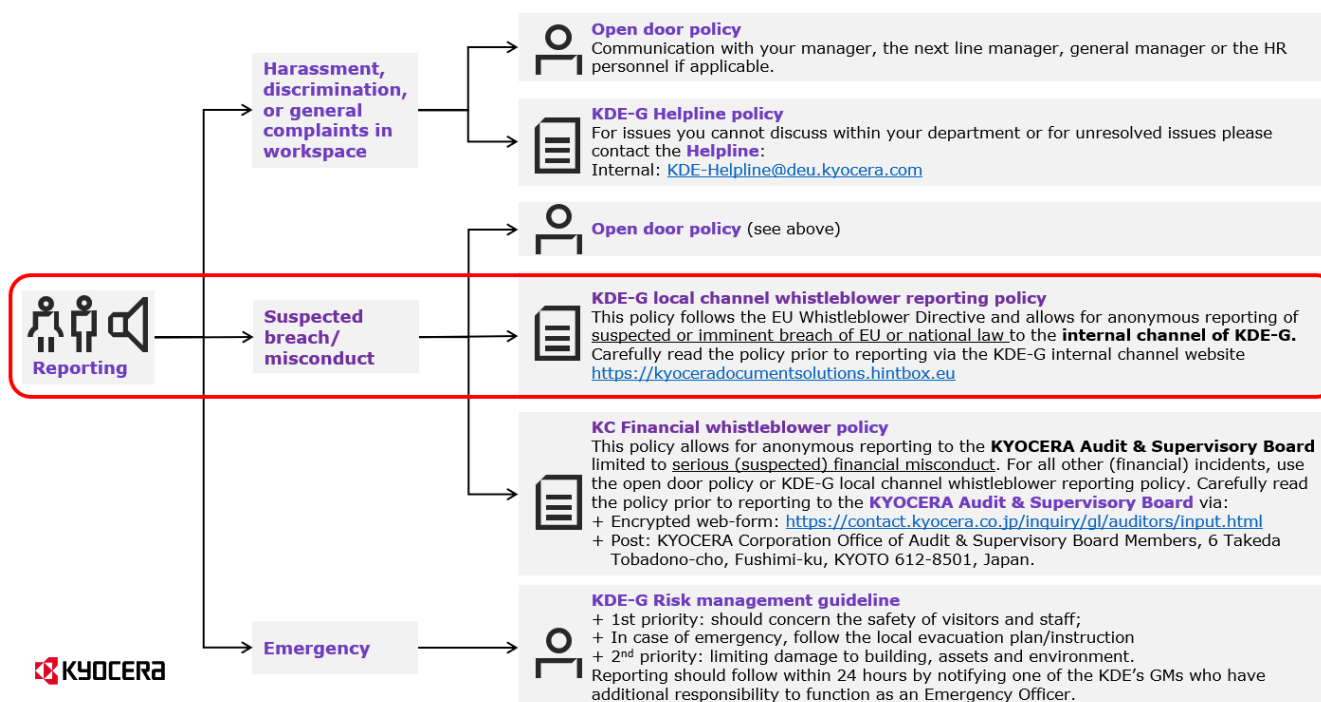 Open door policy
Communication with your manager, the next line manager, general manager or the HR
personnel if applicable.
Harassment,
discrimination,
or general
complaints in
workspace
KDE-G Helpline policy
For issues you cannot discuss within your department or for unresolved issues please
contact the Helpline:
Internal: KDE-Helpline@deu.kyocera.com
Open door policy (see above)
Reporting
Suspected
breach/
misconduct
KDE-G local channel whistleblower reporting policy
This policy follows the EU Whistleblower Directive and allows for anonymous reporting of
suspected or imminent breach of EU or national law to the internal channel of KDE-G.
Carefully read the policy prior to reporting via the KDE-G internal channel website
https://kyoceradocumentsolutions.hintbox.eu
KC Financial whistleblower policy
This policy allows for anonymous reporting to the KYOCERA Audit & Supervisory Board
limited to serious (suspected) financial misconduct. For all other (financial) incidents, use
the open door policy or KDE-G local channel whistleblower reporting policy. Carefully read
the policy prior to reporting to the KYOCERA Audit & Supervisory Board via:
+ Encrypted web-form: https://contact.kyocera.co.jp/inquiry/gl/auditors/input.html
+ Post: KYOCERA Corporation Office of Audit & Supervisory Board Members, 6 Takeda
Tobadono-cho, Fushimi-ku, KYOTO 612-8501, Japan.
Emergency
KDE-G Risk management guideline
+ 1st priority: should concern the safety of visitors and staff;
+ In case of emergency, follow the local evacuation plan/instruction
+ 2nd priority: limiting damage to building, assets and environment.
Reporting should follow within 24 hours by notifying one of the KDE's GMs who have
additional responsibility to function as an Emergency Officer.
KYOCERA